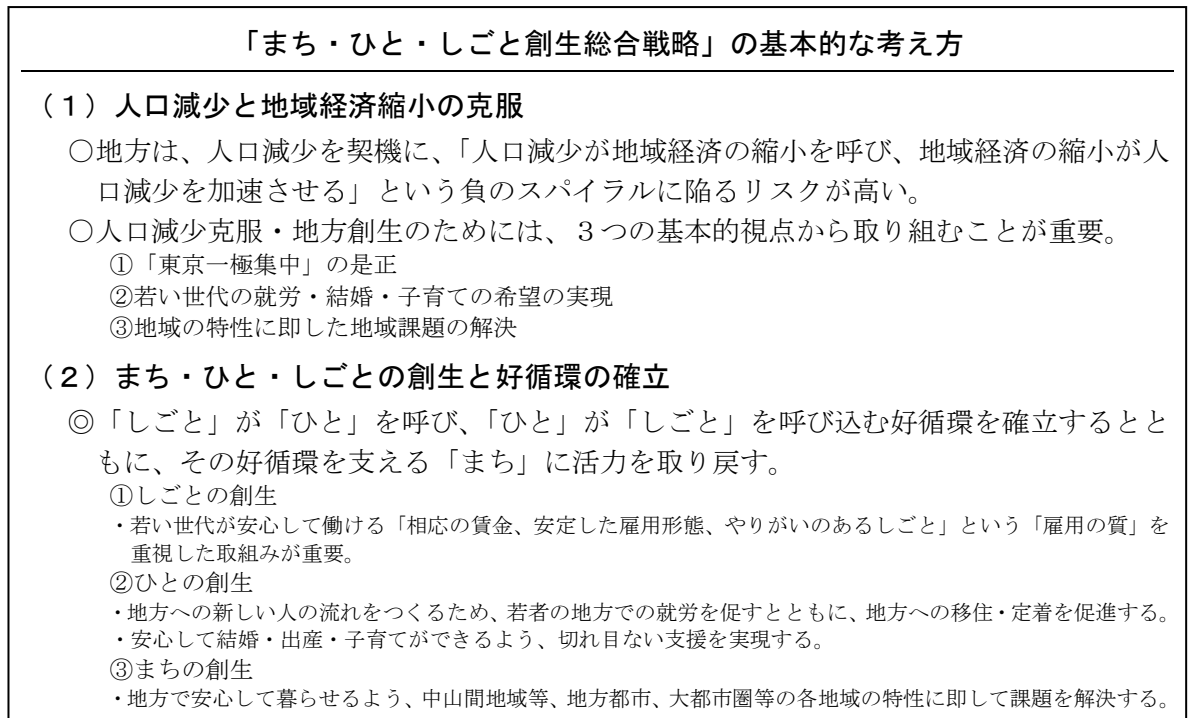 「まち・ひと・しごと創生総合戦略」の基本的な考え方
（１）人口減少と地域経済縮小の克服
○地方は、人口減少を契機に、「人口減少が地域経済の縮小を呼び、地域経済の縮小が人
口減少を加速させる」という負のスパイラルに陥るリスクが高い。
○人口減少克服・地方創生のためには、３つの基本的視点から取り組むことが重要。
①「東京一極集中」の是正
②若い世代の就労・結婚・子育ての希望の実現
③地域の特性に即した地域課題の解決
（２）まち・ひと・しごとの創生と好循環の確立
◎「しごと」が「ひと」を呼び、「ひと」が「しごと」を呼び込む好循環を確立するとと
もに、その好循環を支える「まち」に活力を取り戻す。
①しごとの創生
・若い世代が安心して働ける「相応の賃金、安定した雇用形態、やりがいのあるしごと」という「雇用の質」を
重視した取組みが重要。
②ひとの創生
・地方への新しい人の流れをつくるため、若者の地方での就労を促すとともに、地方への移住・定着を促進する。
・安心して結婚・出産・子育てができるよう、切れ目ない支援を実現する。
③まちの創生
・地方で安心して暮らせるよう、中山間地域等、地方都市、大都市圏等の各地域の特性に即して課題を解決する。